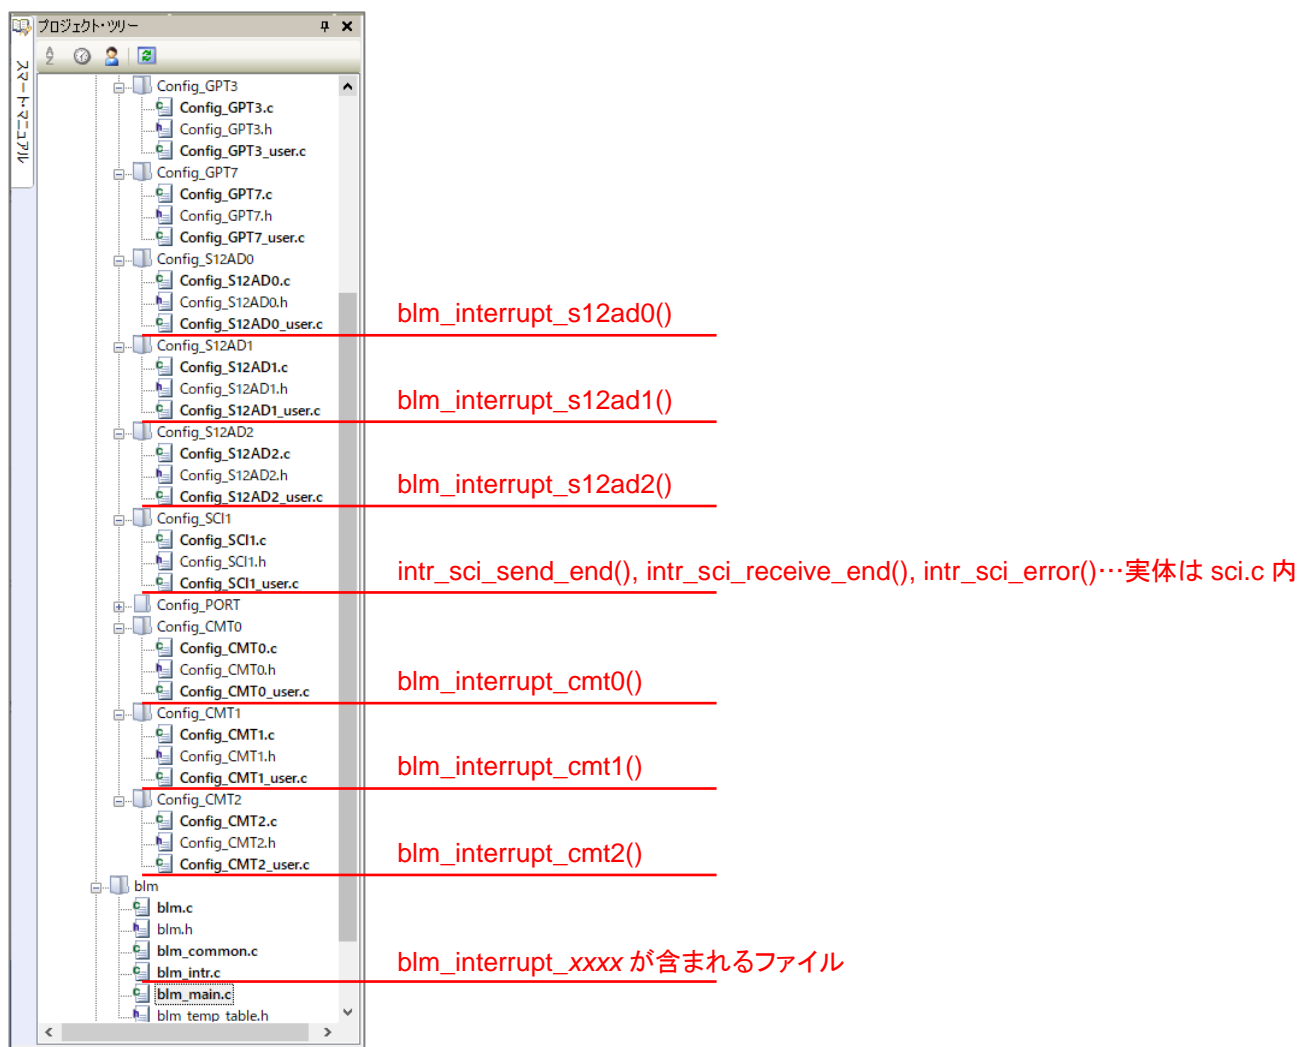 プロジェクト・ツリー
スマート・マニュアル
Config_GPT3
Config_GPT3.c
Config_GPT3.h
Config_GPT3_user.c
Config_GPT7
Config_GPT7.c
Config_GPT7.h
Config_GPT7_user.c
Config_S12AD0
Config_S12AD0.c
Config_S12AD0.h
Config_S12AD0_user.c
blm_interrupt_s12ad0()
Config_S12AD1
Config_S12AD1.c
Config_S12AD1.h
Config_S12AD1_user.c
blm_interrupt_s12ad1()
Config_S12AD2
Config_S12AD2.c
Config_S12AD2.h
Config_S12AD2_user.c
blm_interrupt_s12ad2()
Config_SCI1
Config_SCI1.c
Config_SCI1.h
Config_SCI1_user.c
intr_sci_send_end(), intr_sci_receive_end(), intr_sci_error()…実体は sci.c 内
Config_PORT
Config_CMT0
Config_CMT0.c
Config_CMT0.h
Config_CMT0_user.c
blm_interrupt_cmt0()
Config_CMT1
Config_CMT1.c
Config_CMT1.h
Config_CMT1_user.c
blm_interrupt_cmt1()
Config_CMT2
Config_CMT2.c
Config_CMT2.h
Config_CMT2_user.c
blm_interrupt_cmt2()
blm
blm.c
blm.h
blm_common.c
blm_intr.c
blm_interrupt_xxxx が含まれるファイル
blm_main.c
blm_temp_table.h